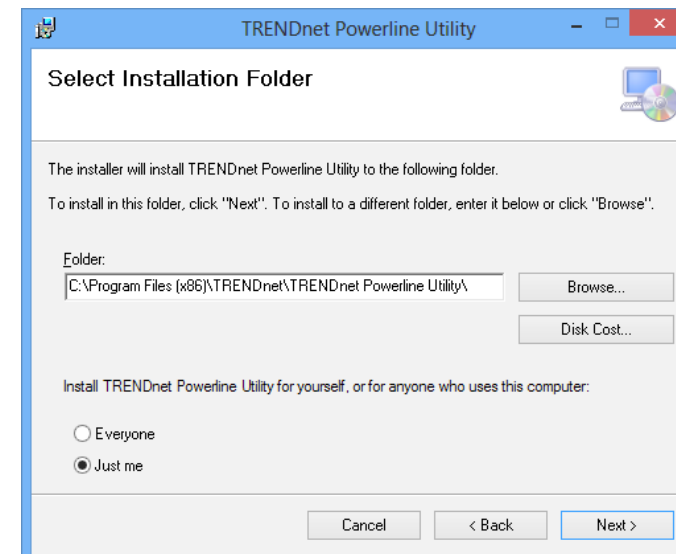 TRENDnet Powerline Utility
Select Installation Folder
The installer will install TRENDnet Powerline Utility to the following folder.
To install in this folder, click "Next". To install to a different folder, enter it below or click "Browse".
Folder:
C:\Program Files (x86)\TRENDnet\TRENDnet Powerline Utility\
Browse...
Disk Cost...
Install TRENDnet Powerline Utility for yourself, or for anyone who uses this computer:
Everyone
Just me
Cancel
< Back
Next >